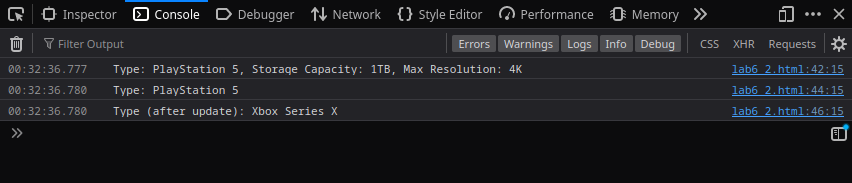 Inspector Console Debugger Network Style Editor Performance Memory
Filter Output Errors Warnings Logs Info Debug CSS XHR Requests
00:32:36.777 Type: PlayStation 5, Storage Capacity: 1TB, Max Resolution: 4K lab6_2.html:42:15
00:32:36.780 Type: PlayStation 5 lab6_2.html:44:15
00:32:36.780 Type (after update): Xbox Series X lab6_2.html:46:15